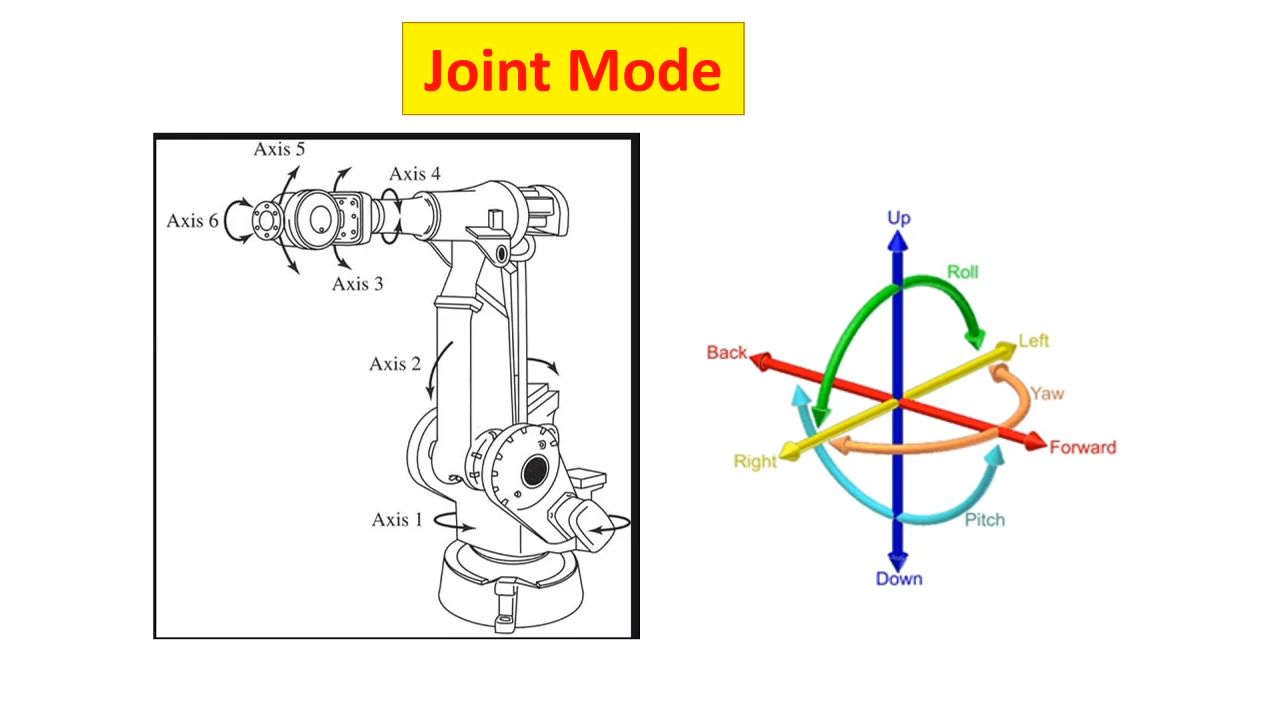 Joint Mode
Axis 5
Axis 4
Axis 6
Axis 3
Axis 2
Axis 1
Up
Roll
Left
Back
Yaw
Forward
Right
Pitch
Down